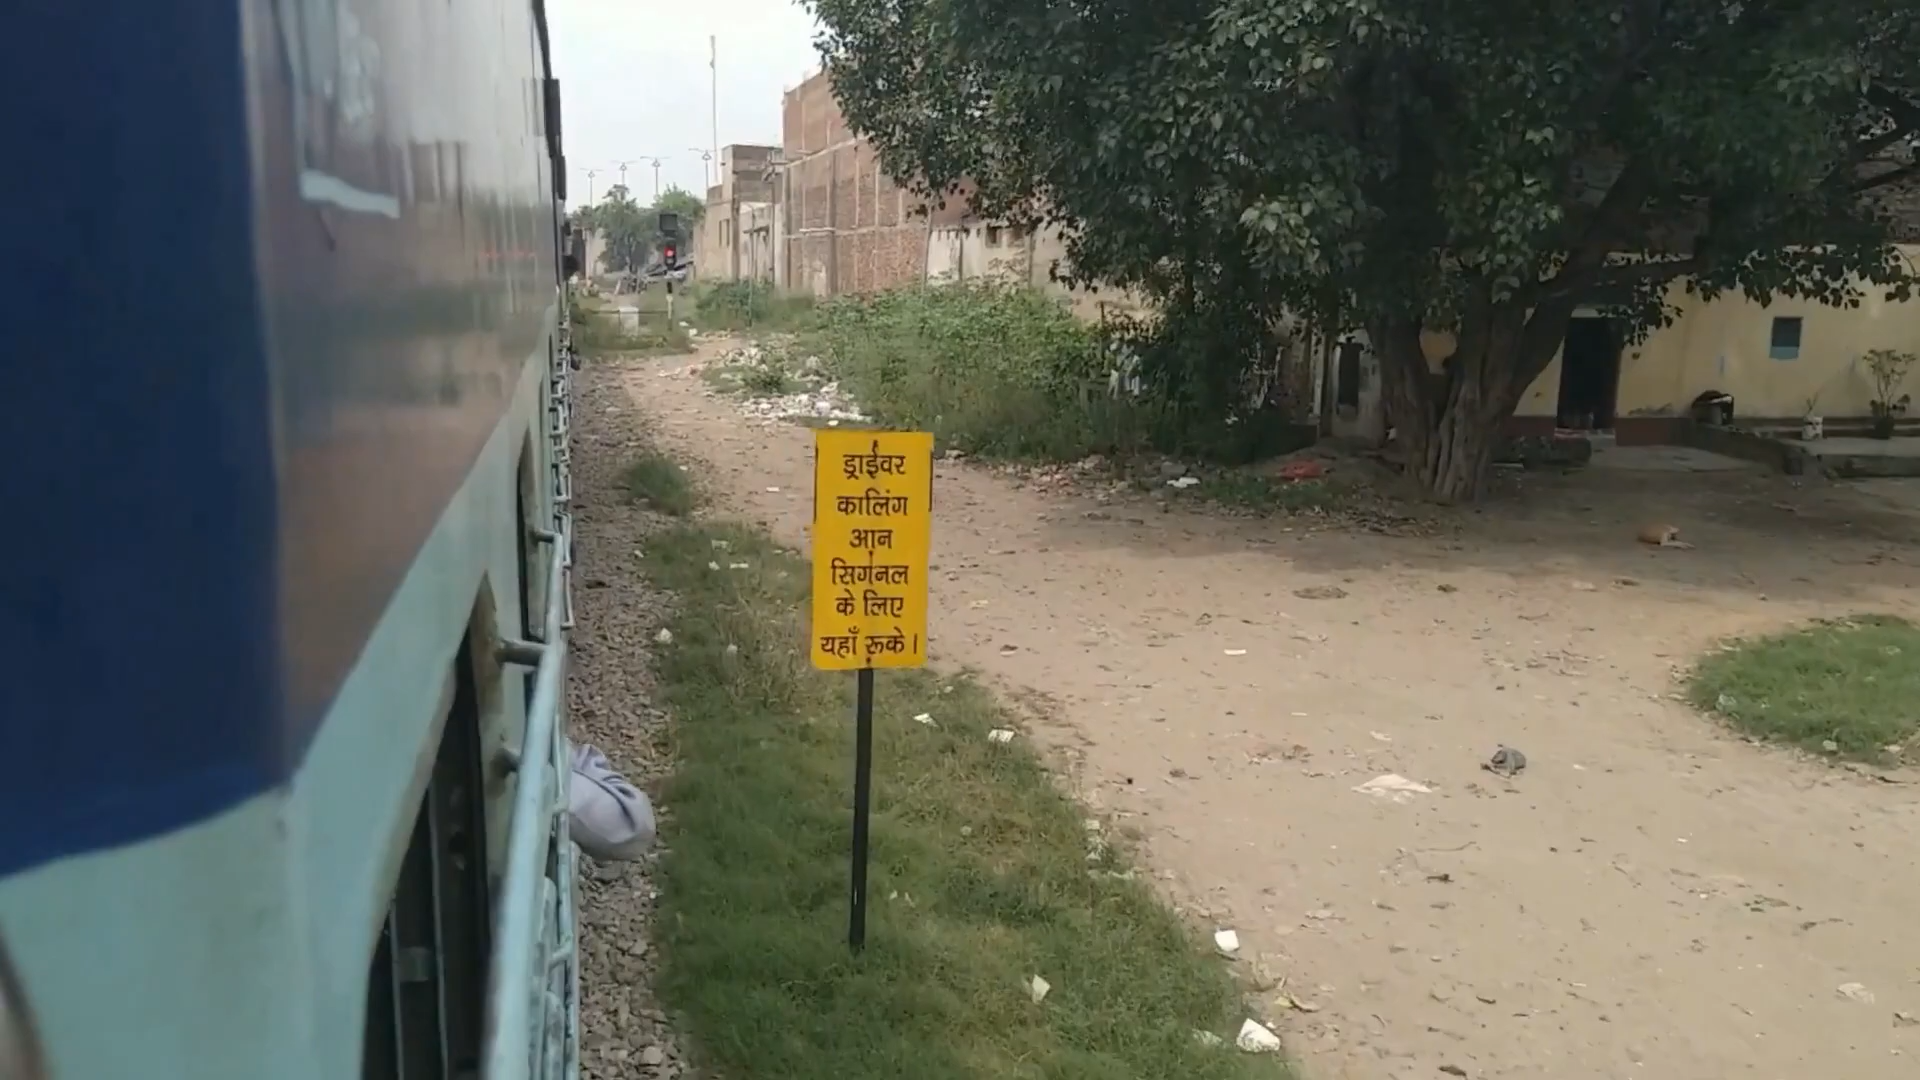 ड्राईवर
कालिंग
आन
सिगनल
के लिए
यहाँ रूके।